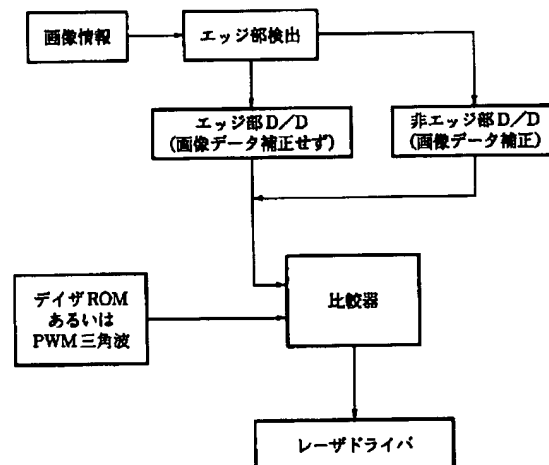 画像情報
エッジ部検出
エッジ部D/D
(画像データ補正せず)
非エッジ部D/D
(画像データ補正)
デイザROM
あるいは
PWM三角波
比較器
レーザドライバ